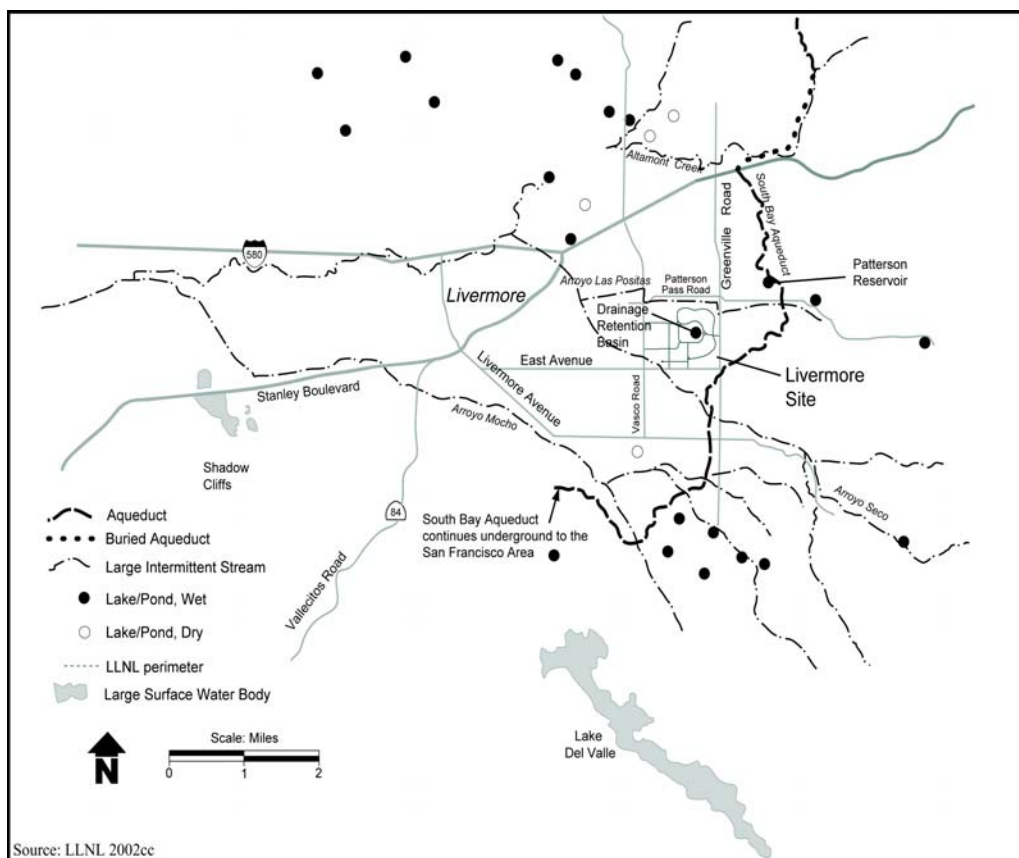 Altamont Creek
South Bay Aqueduct
Greenville Road
580
Livermore
Arroyo Las Positas
Patterson
Pass Road
Patterson
Reservoir
Drainage
Retention
Basin
East Avenue
Livermore
Site
Stanley Boulevard
Livermore Avenue
Vasco Road
Arroyo Mocho
Shadow
Cliffs
84
Arroyo Seco
South Bay Aqueduct
continues underground to the
San Francisco Area
Vallecitos Road
Aqueduct
Buried Aqueduct
Large Intermittent Stream
Lake/Pond, Wet
Lake/Pond, Dry
LLNL perimeter
Large Surface Water Body
N
Scale: Miles
0 1 2
Lake
Del Valle
Source: LLNL 2002cc